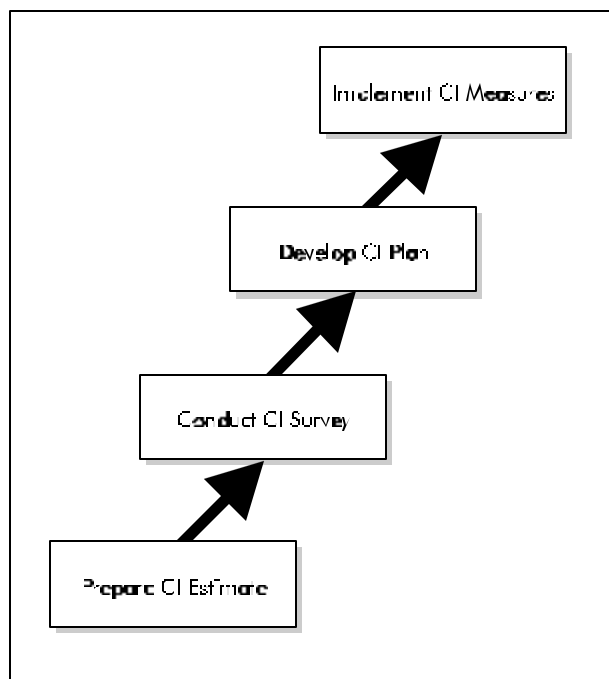 Implement CI Measures
Develop CI Plan
Conduct CI Survey
Prepare CI Estimate